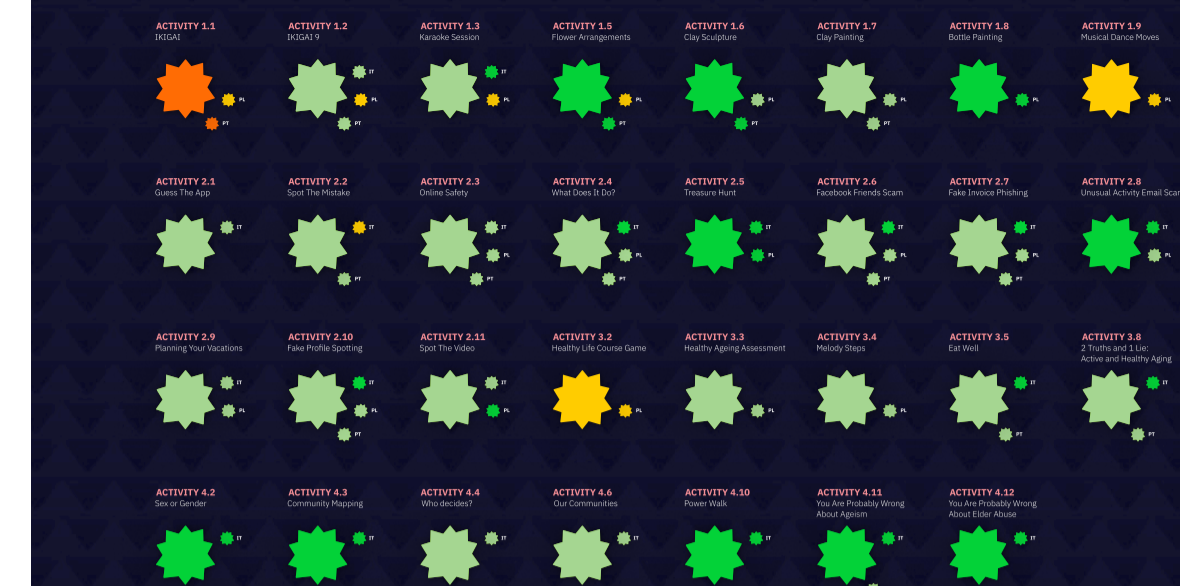 ACTIVITY 1.1
IKIGAI
PL
PT
ACTIVITY 1.2
IKIGAI 9
IT
PL
PT
ACTIVITY 1.3
Karaoke Session
IT
PL
ACTIVITY 1.5
Flower Arrangements
PL
PT
ACTIVITY 1.6
Clay Sculpture
PL
PT
ACTIVITY 1.7
Clay Painting
PL
PT
ACTIVITY 1.8
Bottle Painting
PL
ACTIVITY 1.9
Musical Dance Moves
PL
ACTIVITY 2.1
Guess The App
IT
ACTIVITY 2.2
Spot The Mistake
IT
PT
ACTIVITY 2.3
Online Safety
IT
PL
PT
ACTIVITY 2.4
What Does It Do?
IT
PL
PT
ACTIVITY 2.5
Treasure Hunt
IT
PL
ACTIVITY 2.6
Facebook Friends Scam
IT
PL
PT
ACTIVITY 2.7
Fake Invoice Phishing
IT
PL
PT
ACTIVITY 2.8
Unusual Activity Email
IT
PL
ACTIVITY 2.9
Planning Your Vacations
IT
PL
ACTIVITY 2.10
Fake Profile Spotting
IT
PL
PT
ACTIVITY 2.11
Spot The Video
IT
PL
ACTIVITY 3.2
Healthy Life Course Game
PL
ACTIVITY 3.3
Healthy Ageing Assessment
PL
ACTIVITY 3.4
Melody Steps
PL
ACTIVITY 3.5
Eat Well
IT
PT
ACTIVITY 3.8
2 Truths and 1 Lie:
Active and Healthy Aging
IT
PT
ACTIVITY 4.2
Sex or Gender
IT
ACTIVITY 4.3
Community Mapping
IT
ACTIVITY 4.4
Who decides?
IT
ACTIVITY 4.6
Our Communities
IT
ACTIVITY 4.10
Power Walk
IT
ACTIVITY 4.11
You Are Probably Wrong
About Ageism
IT
ACTIVITY 4.12
You Are Probably Wrong
About Elder Abuse
IT